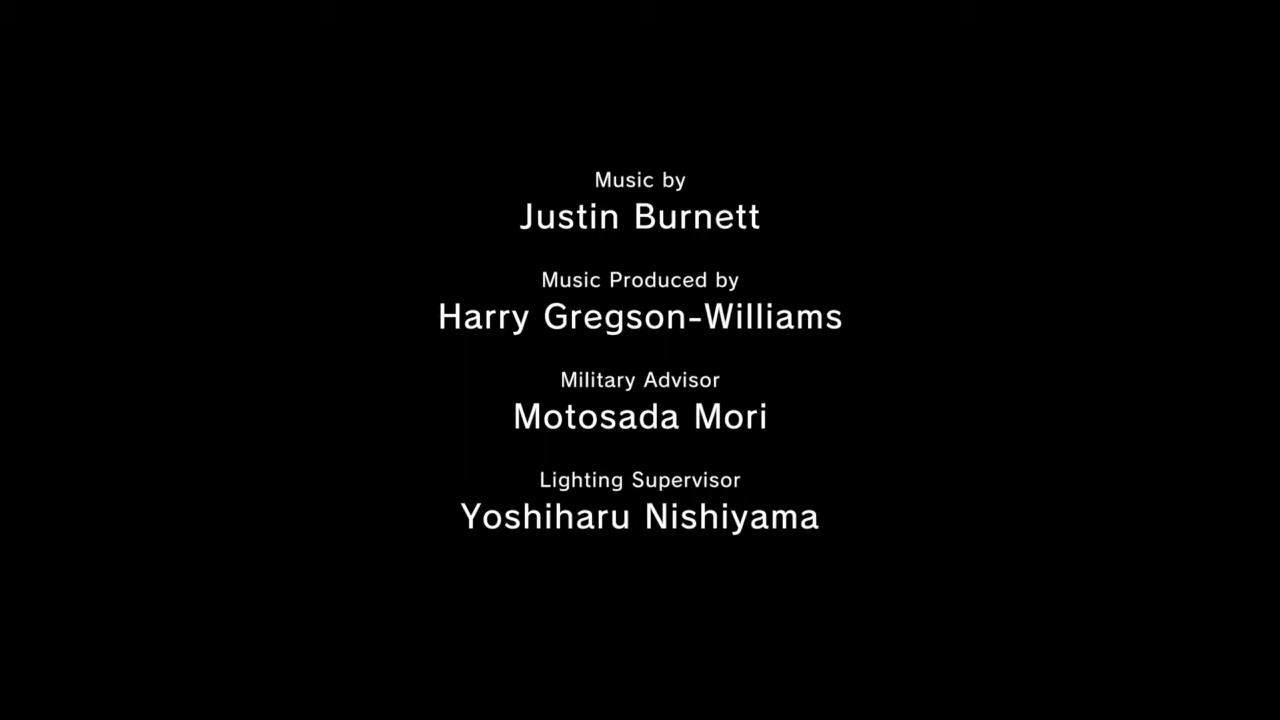 Music by
Justin Burnett
Music Produced by
Harry Gregson-Williams
Military Advisor
Motosada Mori
Lighting Supervisor
Yoshiharu Nishiyama